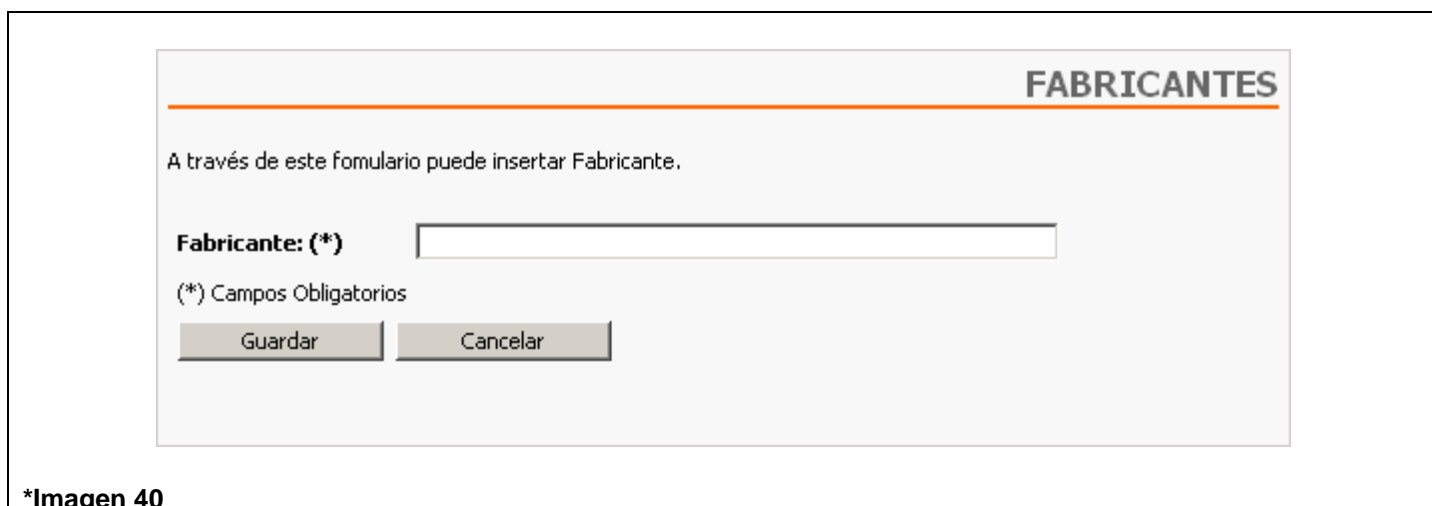 FABRICANTES
A través de este fomulario puede insertar Fabricante.
Fabricante: (*)
(*) Campos Obligatorios
Guardar Cancelar
*Imagen 40